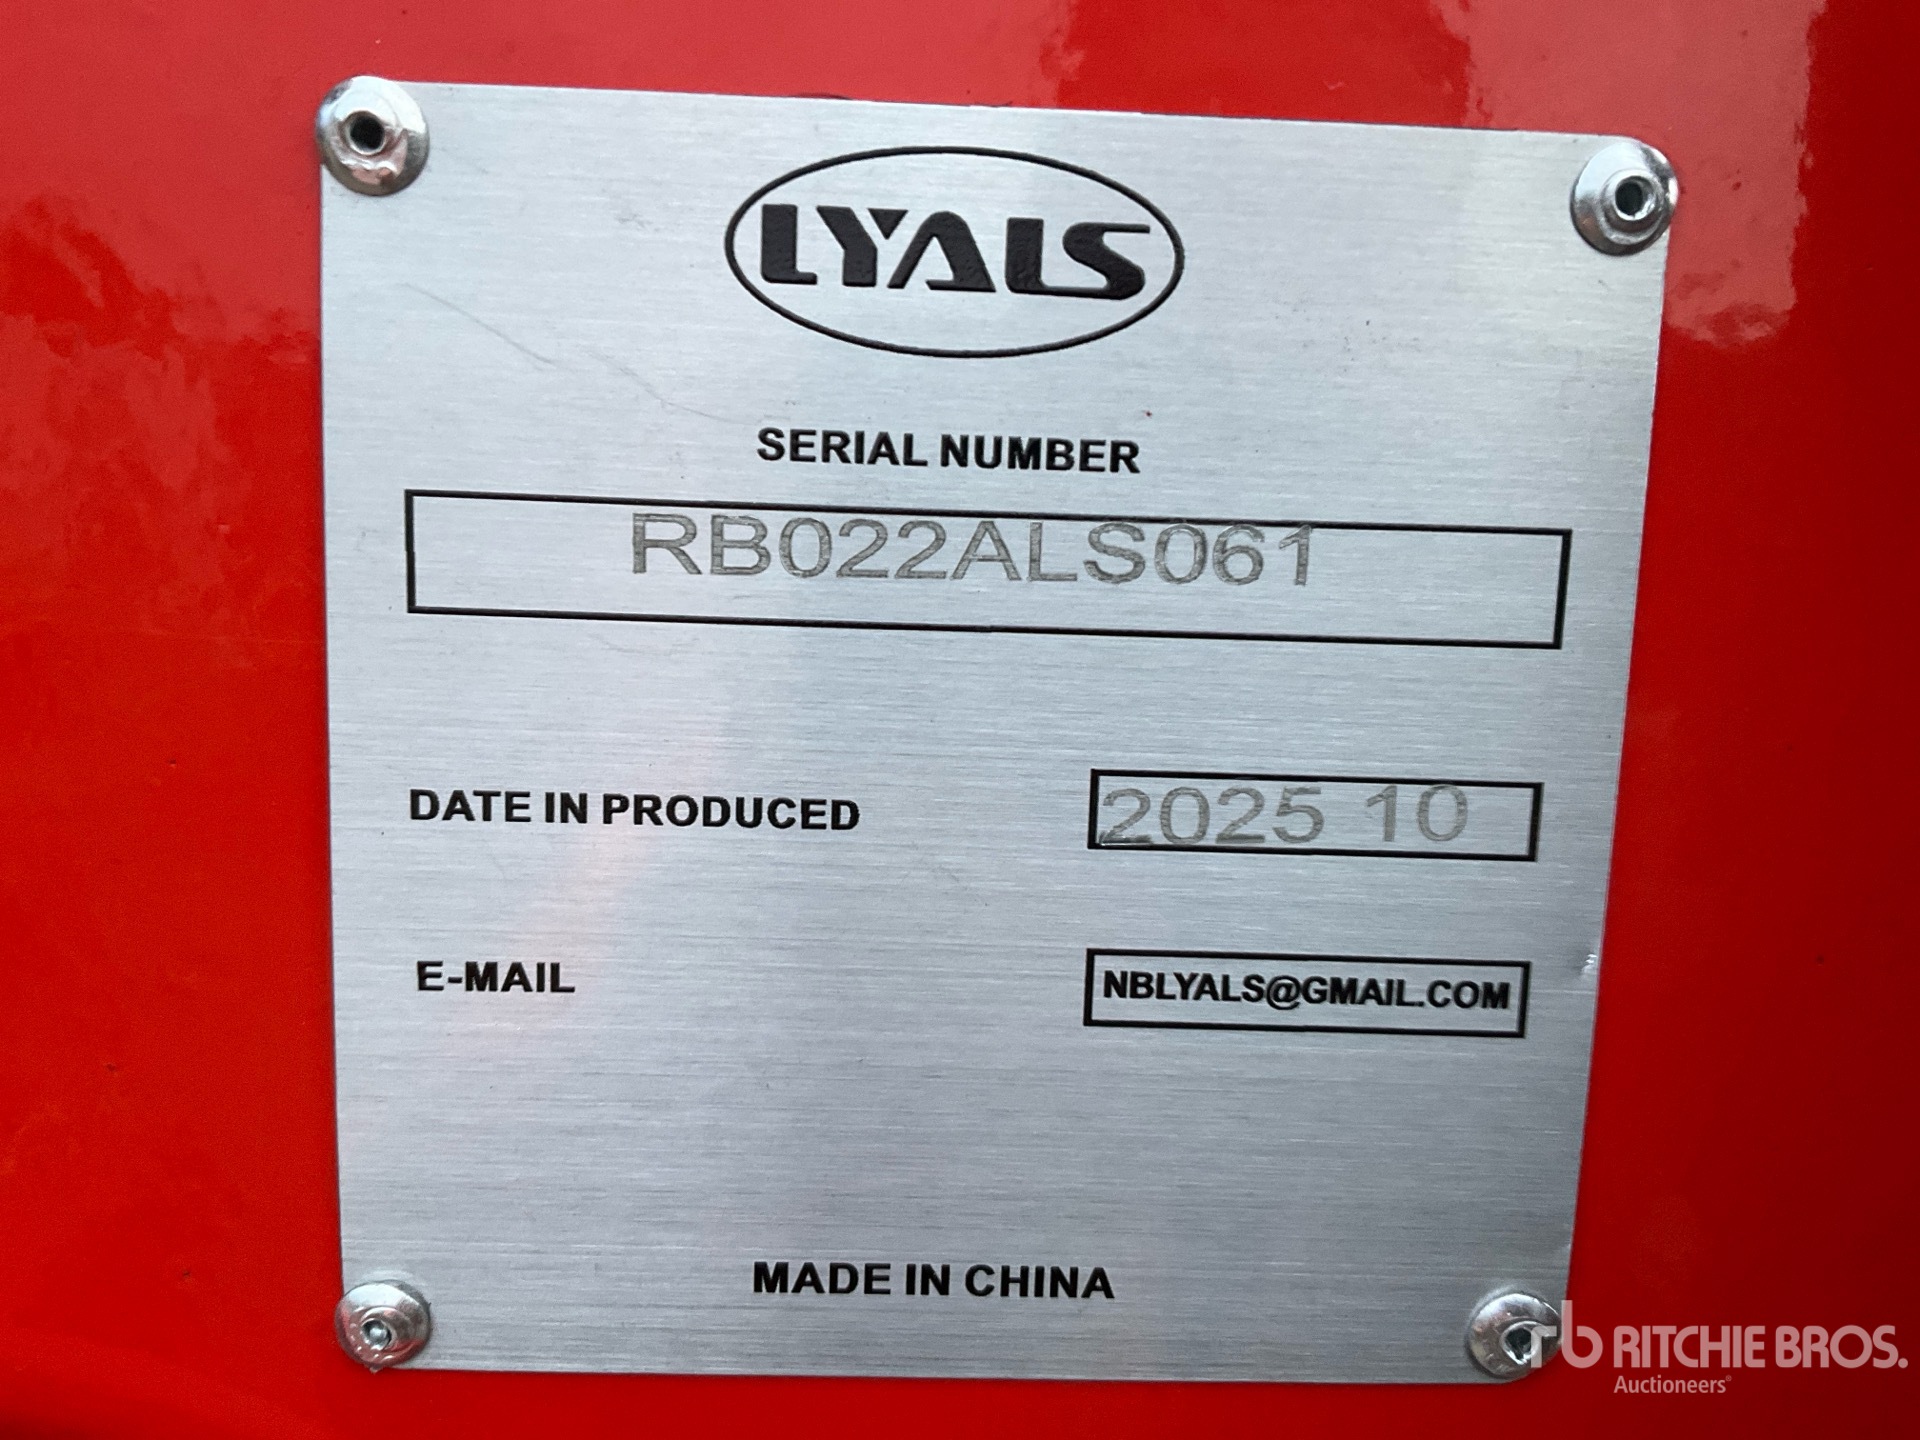 LYALS
SERIAL NUMBER
RB022ALS061
DATE IN PRODUCED
2025 10
E-MAIL
NBLYALS@GMAIL.COM
MADE IN CHINA
rb RITCHIE BROS.
Auctioneers®